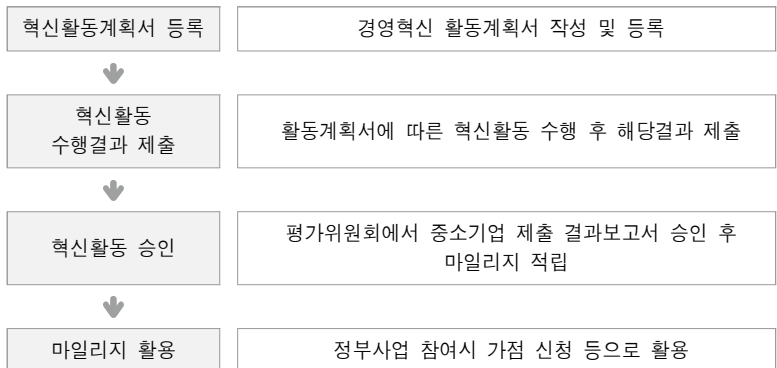 혁신활동계획서 등록
경영혁신 활동계획서 작성 및 등록
혁신활동
수행결과 제출
활동계획서에 따른 혁신활동 수행 후 해당결과 제출
혁신활동 승인
평가위원회에서 중소기업 제출 결과보고서 승인 후
마일리지 적립
마일리지 활용
정부사업 참여시 가점 신청 등으로 활용